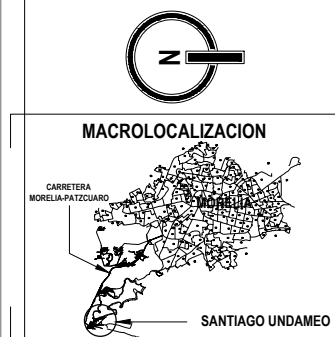 N
MACROLOCALIZACION
CARRETERA
MORELIA-PATZCUARO
MORELIA
SANTIAGO UNDAMEO